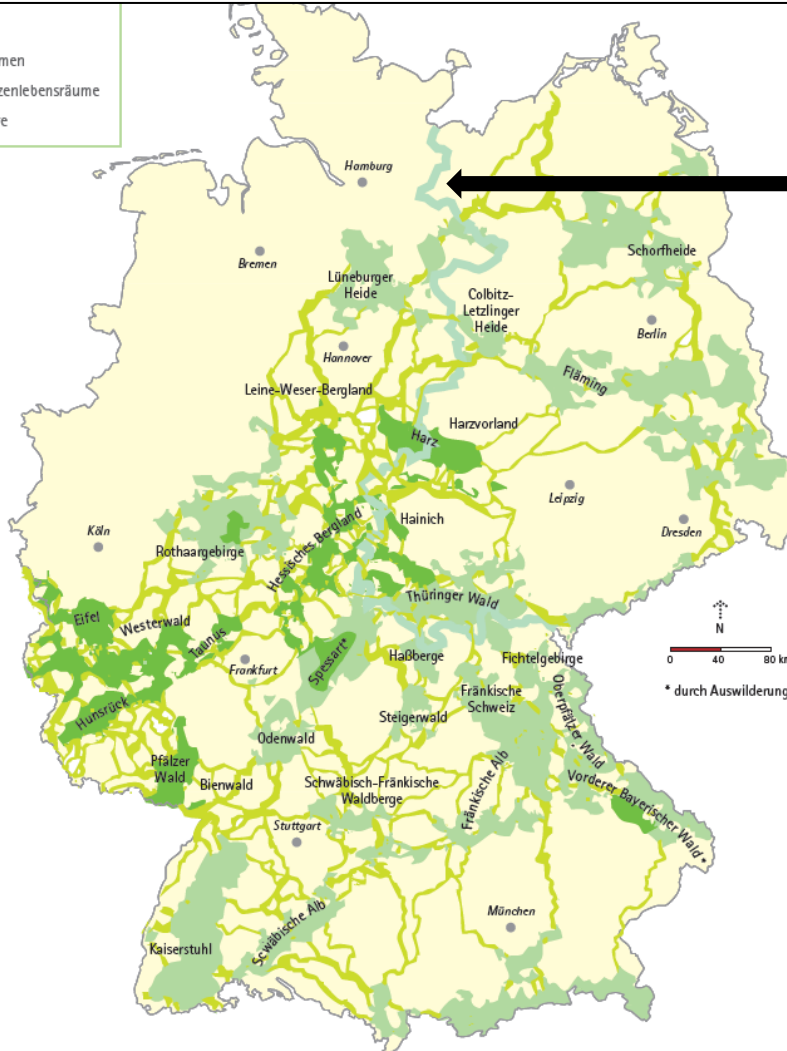 men
zenlebensräume
e
Hamburg
Bremen
Lüneburger
Heide
Schorfheide
Colbitz-
Letzlinger
Heide
Berlin
Hannover
Fläming
Leine-Weser-Bergland
Harz
Harzvorland
Leipzig
Hainich
Dresden
Köln
Rothaargebirge
Hessisches Bergland
Thüringer Wald
Eifel
Westerwald
Taunus
N
0 40 80 km
* durch Auswilderung
Frankfurt
Spessart*
Haßberge
Fichtelgebirge
Hunsrück
Steigerwald
Fränkische
Schweiz
Oberpfälzer Wald
Odenwald
Pfälzer
Wald
Bienwald
Schwäbisch-Fränkische
Waldberge
Fränkische Alb
Vorderer Bayerischer Wald*
Stuttgart
München
Scwäbische Alb
Kaiserstuhl